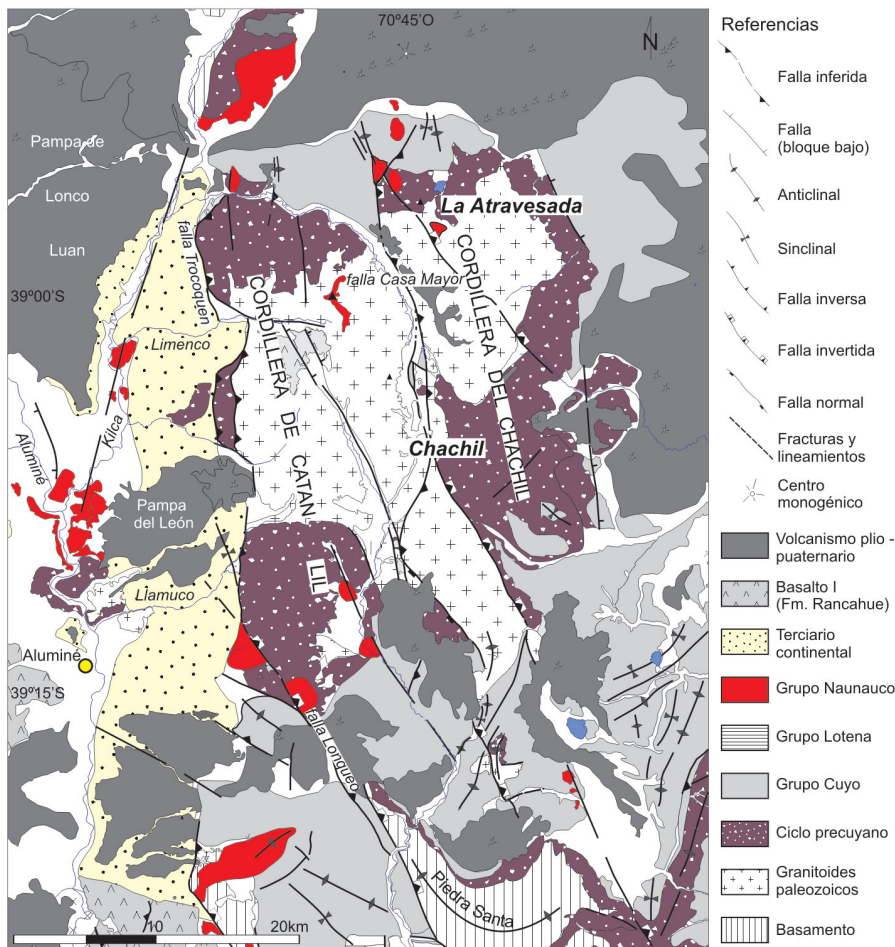 70º45'O
N
Pampa de
Lonco
Luan
39º00'S
falla Trocoquen
La Atravesada
falla Casa Mayor
CORDILLERA DEL CHACHIL
CORDILLERA DE CATAN
LIL
Limenco
Kilca
Aluminé
Chachil
Pampa
del León
Llamuco
Aluminé
39º15'S
falla Lonqueo
Piedra Santa
10
20km
Referencias
Falla inferida
Falla
(bloque bajo)
Anticlinal
Sinclinal
Falla inversa
Falla invertida
Falla normal
Fracturas y
lineamientos
Centro
monogénico
Volcanismo plio -
puaternario
Basalto I
(Fm. Rancahue)
Terciario
continental
Grupo Naunauco
Grupo Lotena
Grupo Cuyo
Ciclo precuyano
Granitoides
paleozoicos
Basamento